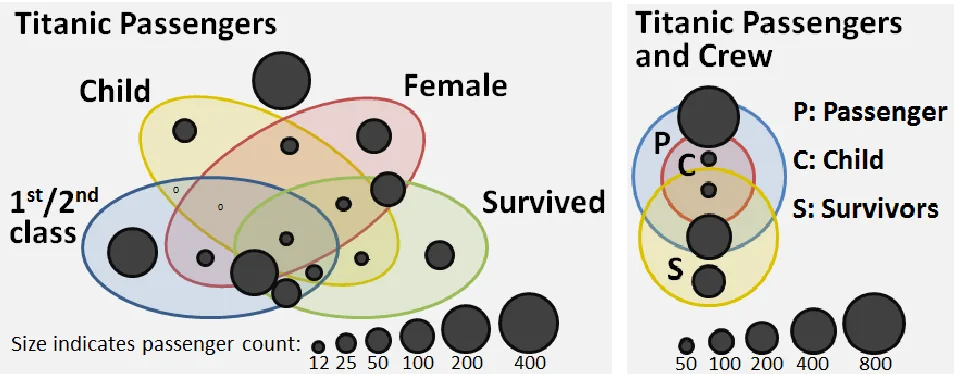 Titanic Passengers
Child
Female
1st/2nd
class
Survived
Size indicates passenger count:
12 25 50 100 200 400
Titanic Passengers
and Crew
P
C
S
P: Passenger
C: Child
S: Survivors
50 100 200 400 800